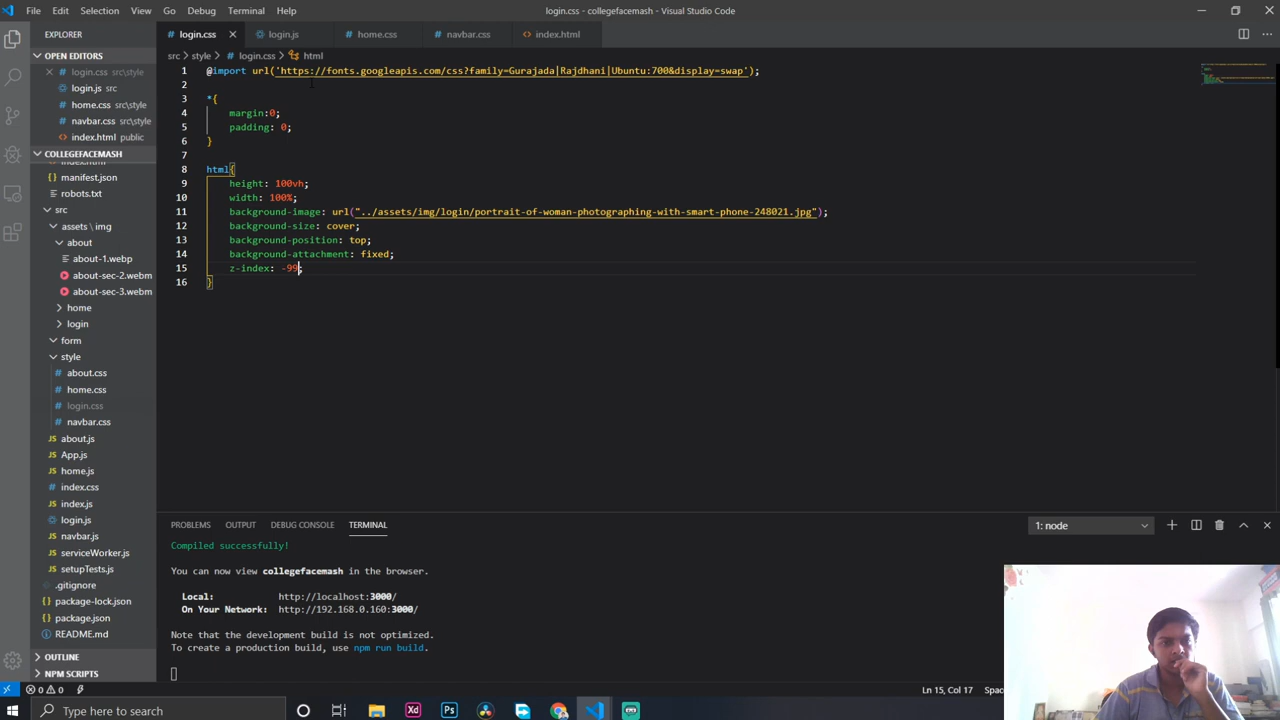 File Edit Selection View Go Debug Terminal Help
login.css - collegefacemash - Visual Studio Code
EXPLORER
login.css
login.js
home.css
navbar.css
index.html
OPEN EDITORS
login.css src\style
login.js src
home.css src\style
navbar.css src\style
index.html public
COLLEGEFACEMASH
index.html
manifest.json
robots.txt
src
assets \ img
about
about-1.webp
about-sec-2.webm
about-sec-3.webm
home
login
form
style
about.css
home.css
login.css
navbar.css
about.js
App.js
home.js
index.css
index.js
login.js
navbar.js
serviceWorker.js
setupTests.js
.gitignore
package-lock.json
package.json
README.md
OUTLINE
NPM SCRIPTS
src > style > login.css > html
1 @import url('https://fonts.googleapis.com/css?family=Gurajada|Rajdhani|Ubuntu:700&display=swap');
2
3 *{
4 margin:0;
5 padding: 0;
6 }
7
8 html{
9 height: 100vh;
10 width: 100%;
11 background-image: url("../assets/img/login/portrait-of-woman-photographing-with-smart-phone-248021.jpg");
12 background-size: cover;
13 background-position: top;
14 background-attachment: fixed;
15 z-index: -99;
16 }
PROBLEMS OUTPUT DEBUG CONSOLE TERMINAL
1: node
Compiled successfully!
You can now view collegefacemash in the browser.
Local: http://localhost:3000/
On Your Network: http://192.168.0.160:3000/
Note that the development build is not optimized.
To create a production build, use npm run build.
0 0
Ln 15, Col 17
Type here to search
Xd
Ps